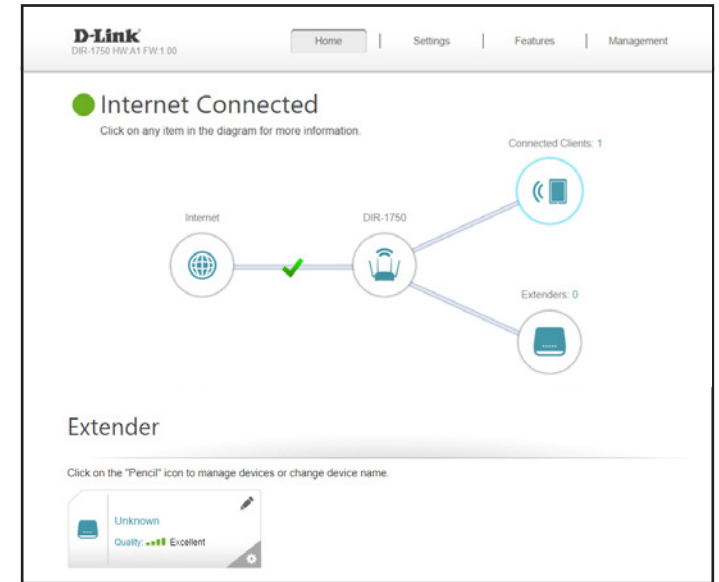 D-Link
DIR-1750 HW:A1 FW:1.00
Home | Settings | Features | Management
Internet Connected
Click on any item in the diagram for more information.
Connected Clients: 1
Internet
DIR-1750
Extenders: 0
Extender
Click on the "Pencil" icon to manage devices or change device name.
Unknown
Quality: Excellent